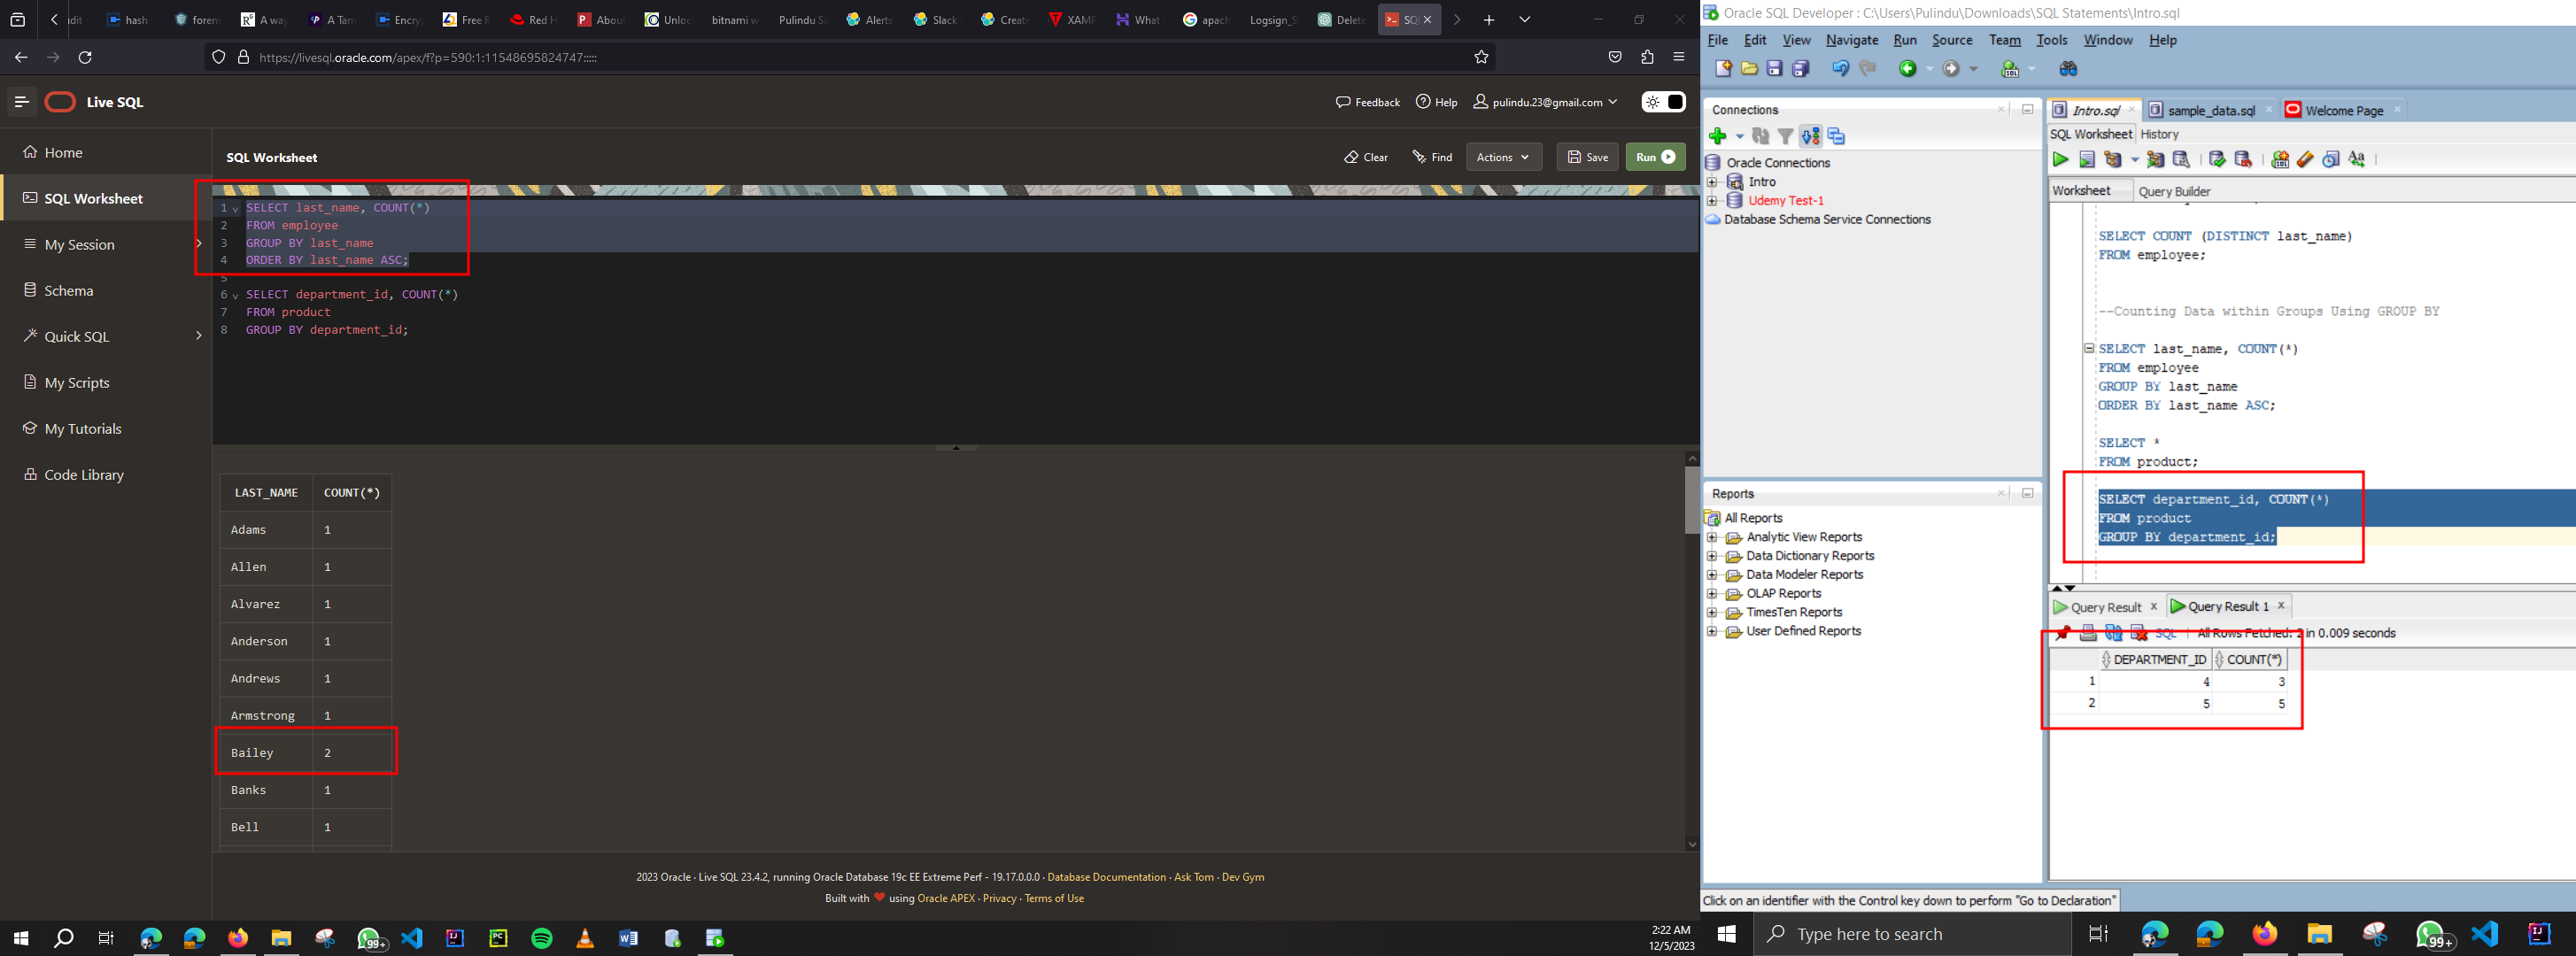 dit
hash -
foren
A way
A Tam
Encry
Free R
Red H
About
Unloc
bitnami w
Pulindu Sa
Alerts
Slack
Create
XAMP
What
apach
Logsign_S
Delete
SQ
https://livesql.oracle.com/apex/f?p=590:1:11548695824747:::::
Live SQL
Feedback
Help
pulindu.23@gmail.com
Home
SQL Worksheet
My Session
Schema
Quick SQL
My Scripts
My Tutorials
Code Library
SQL Worksheet
Clear
Find
Actions
Save
Run
1 SELECT last_name, COUNT(*)
2 FROM employee
3 GROUP BY last_name
4 ORDER BY last_name ASC;
5
6 SELECT department_id, COUNT(*)
7 FROM product
8 GROUP BY department_id;
LAST_NAME COUNT(*)
Adams 1
Allen 1
Alvarez 1
Anderson 1
Andrews 1
Armstrong 1
Bailey 2
Banks 1
Bell 1
2023 Oracle · Live SQL 23.4.2, running Oracle Database 19c EE Extreme Perf - 19.17.0.0.0 · Database Documentation · Ask Tom · Dev Gym
Built with ❤ using Oracle APEX · Privacy · Terms of Use
99+
2:22 AM
12/5/2023
Oracle SQL Developer : C:\Users\Pulindu\Downloads\SQL Statements\Intro.sql
File Edit View Navigate Run Source Team Tools Window Help
Connections
Oracle Connections
Intro
Udemy Test-1
Database Schema Service Connections
Reports
All Reports
Analytic View Reports
Data Dictionary Reports
Data Modeler Reports
OLAP Reports
TimesTen Reports
User Defined Reports
Intro.sql
sample_data.sql
Welcome Page
SQL Worksheet History
Worksheet Query Builder
SELECT COUNT (DISTINCT last_name)
FROM employee;
--Counting Data within Groups Using GROUP BY
SELECT last_name, COUNT(*)
FROM employee
GROUP BY last_name
ORDER BY last_name ASC;
SELECT *
FROM product;
SELECT department_id, COUNT(*)
FROM product
GROUP BY department_id;
Query Result
Query Result 1
SQL
All Rows Fetched: 2 in 0.009 seconds
DEPARTMENT_ID COUNT(*)
1 4 3
2 5 5
Click on an identifier with the Control key down to perform "Go to Declaration"
Type here to search
99+